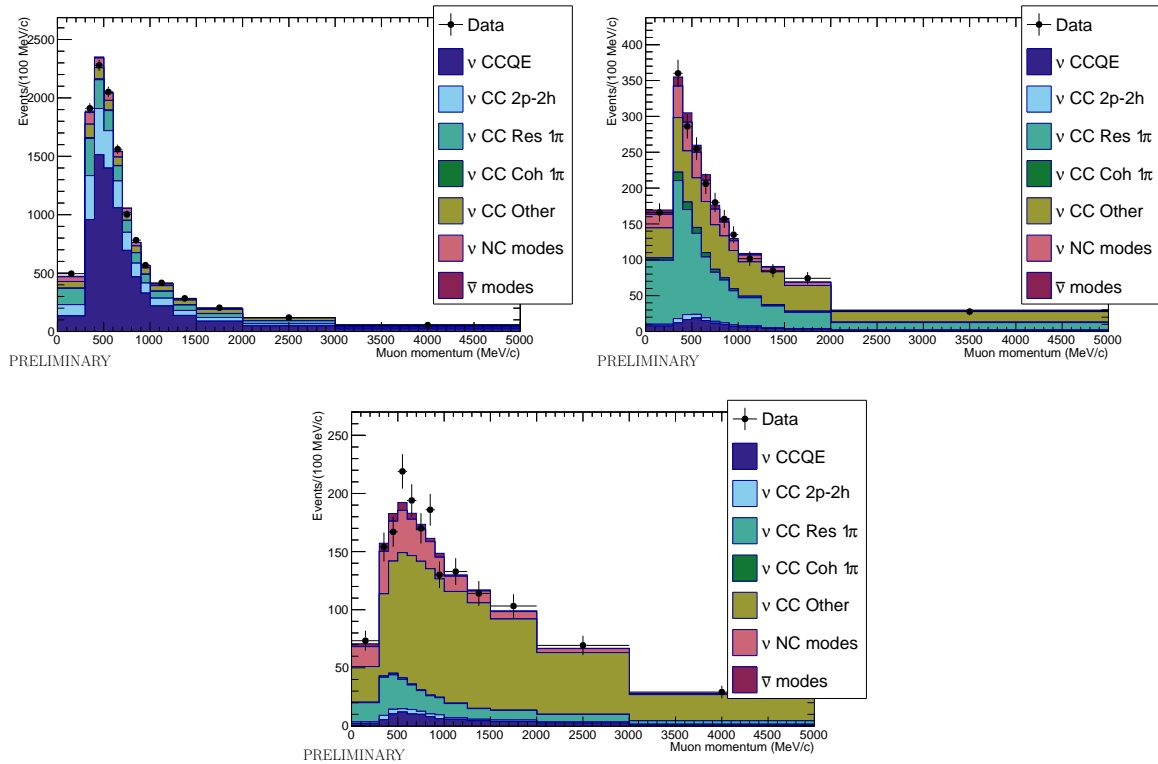 Events/(100 MeV/c)
2500
2000
1500
1000
500
0
0 500 1000 1500 2000 2500 3000 3500 4000 4500 5000
Muon momentum (MeV/c)
PRELIMINARY
Data
ν CCQE
ν CC 2p-2h
ν CC Res 1π
ν CC Coh 1π
ν CC Other
ν NC modes
ν̅ modes
Events/(100 MeV/c)
400
350
300
250
200
150
100
50
0
0 500 1000 1500 2000 2500 3000 3500 4000 4500 5000
Muon momentum (MeV/c)
PRELIMINARY
Data
ν CCQE
ν CC 2p-2h
ν CC Res 1π
ν CC Coh 1π
ν CC Other
ν NC modes
ν̅ modes
Events/(100 MeV/c)
250
200
150
100
50
0
0 500 1000 1500 2000 2500 3000 3500 4000 4500 5000
Muon momentum (MeV/c)
PRELIMINARY
Data
ν CCQE
ν CC 2p-2h
ν CC Res 1π
ν CC Coh 1π
ν CC Other
ν NC modes
ν̅ modes